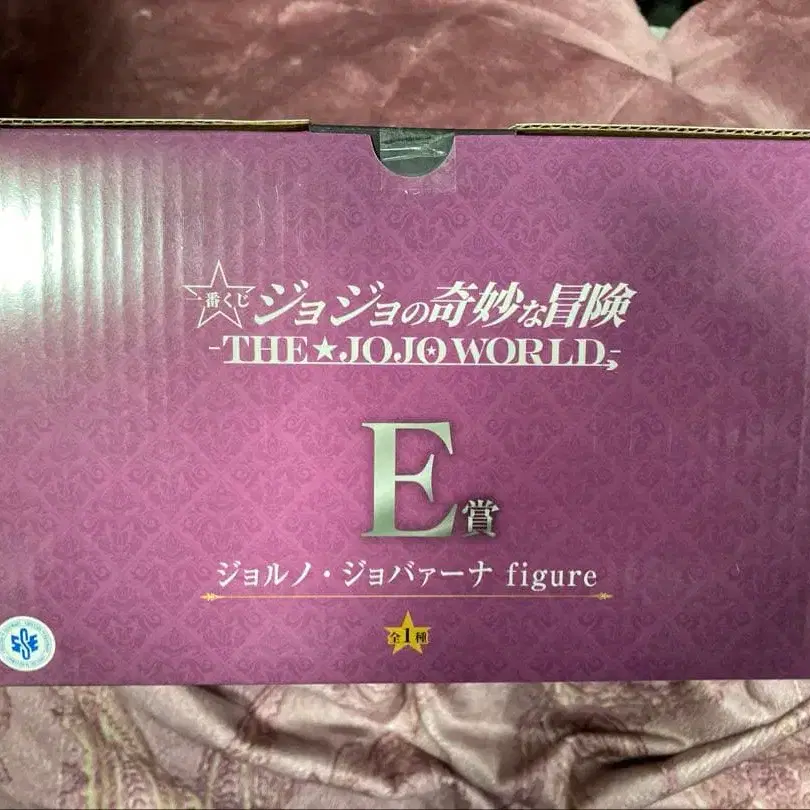 一番くじ ジョジョの奇妙な冒険
-THE★JOJO WORLD-
E賞
ジョルノ・ジョバァーナ figure
全1種